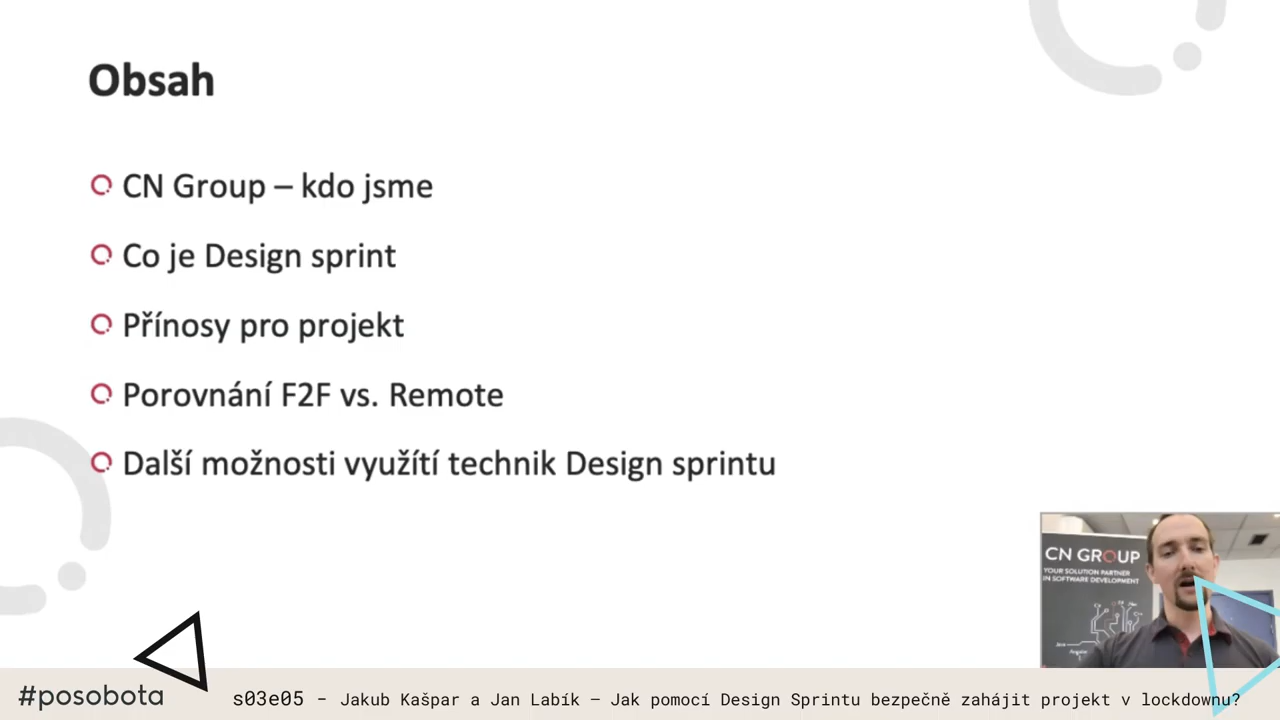 Obsah
CN Group – kdo jsme
Co je Design sprint
Přínosy pro projekt
Porovnání F2F vs. Remote
Další možnosti využítí technik Design sprintu
CN GROUP
YOUR SOLUTION PARTNER
IN SOFTWARE DEVELOPMENT
Java
Angular
#posobota
s03e05 – Jakub Kašpar a Jan Labík – Jak pomocí Design Sprintu bezpečně zahájit projekt v lockdownu?